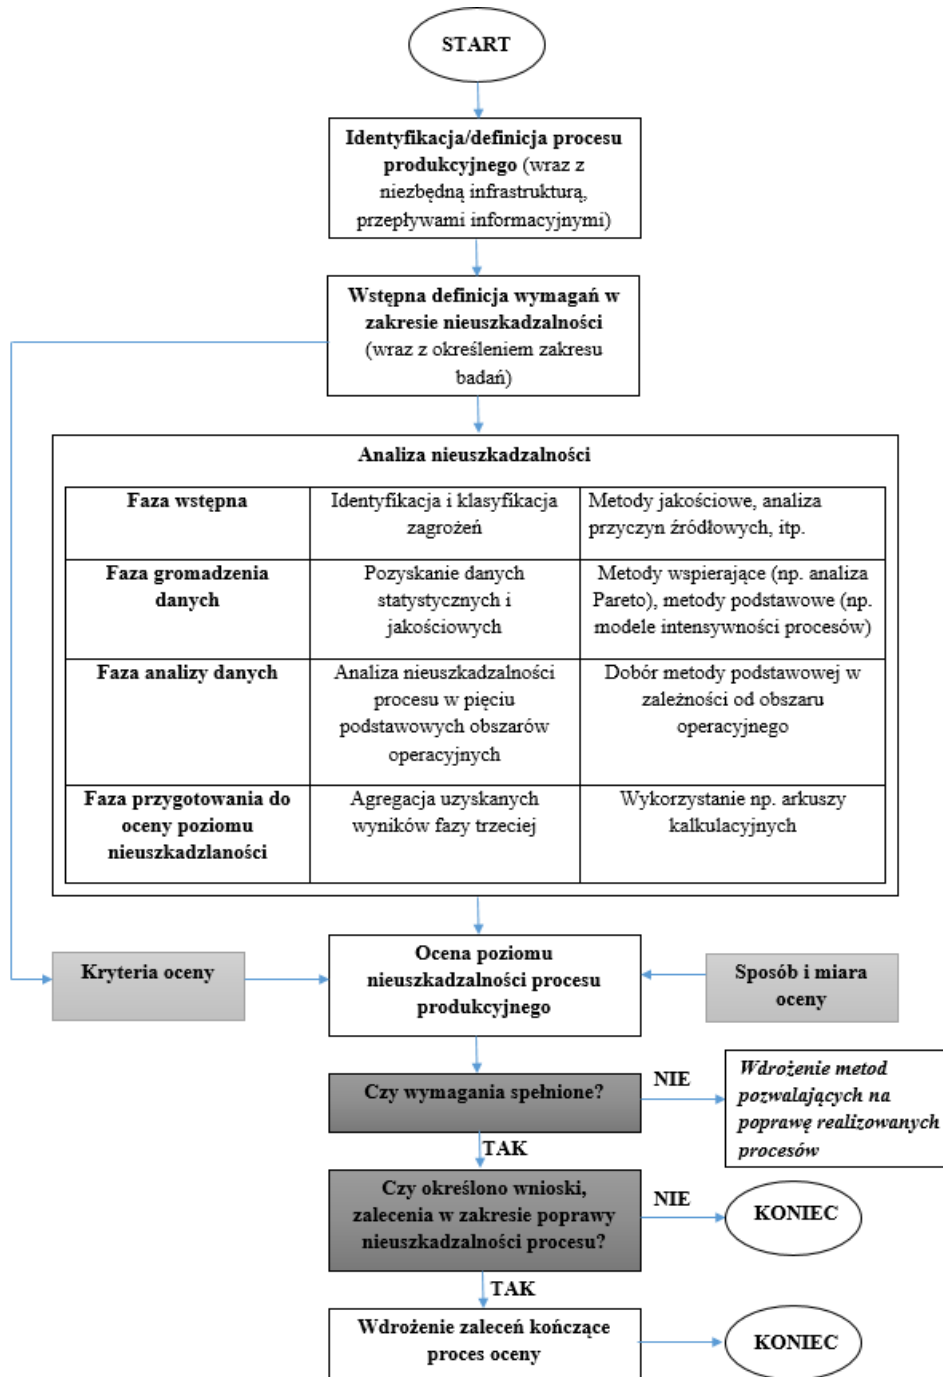 START
Identyfikacja/definicja procesu
produkcyjnego (wraz z
niezbędną infrastrukturą,
przepływami informacyjnymi)
Wstępna definicja wymagań w
zakresie nieuszkadzalności
(wraz z określeniem zakresu
badań)
Analiza nieuszkadzalności
Faza wstępna
Identyfikacja i klasyfikacja
zagrożeń
Metody jakościowe, analiza
przyczyn źródłowych, itp.
Faza gromadzenia
danych
Pozyskanie danych
statystycznych i
jakościowych
Metody wspierające (np. analiza
Pareto), metody podstawowe (np.
modele intensywności procesów)
Faza analizy danych
Analiza nieuszkadzalności
procesu w pięciu
podstawowych obszarów
operacyjnych
Dobór metody podstawowej w
zależności od obszaru
operacyjnego
Faza przygotowania do
oceny poziomu
nieuszkadzlaności
Agregacja uzyskanych
wyników fazy trzeciej
Wykorzystanie np. arkuszy
kalkulacyjnych
Kryteria oceny
Ocena poziomu
nieuszkadzalności procesu
produkcyjnego
Sposób i miara
oceny
Czy wymagania spełnione?
NIE
Wdrożenie metod
pozwalających na
poprawę realizowanych
procesów
TAK
Czy określono wnioski,
zalecenia w zakresie poprawy
nieuszkadzalności procesu?
NIE
KONIEC
TAK
Wdrożenie zaleceń kończące
proces oceny
KONIEC